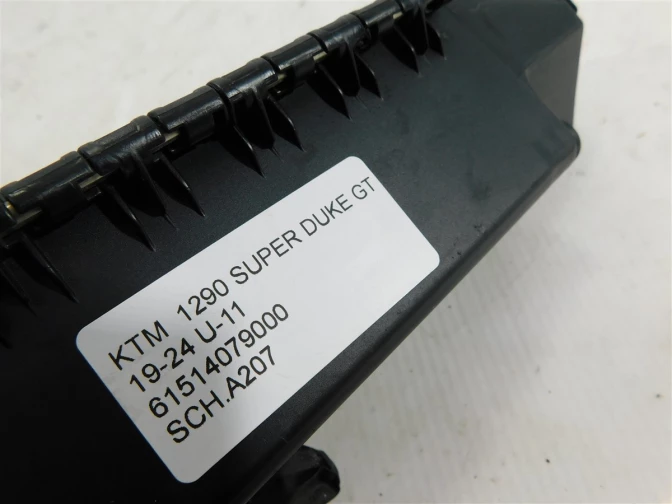 KTM 1290 SUPER DUKE GT
19-24 U-11
61514079000
SCH.A207